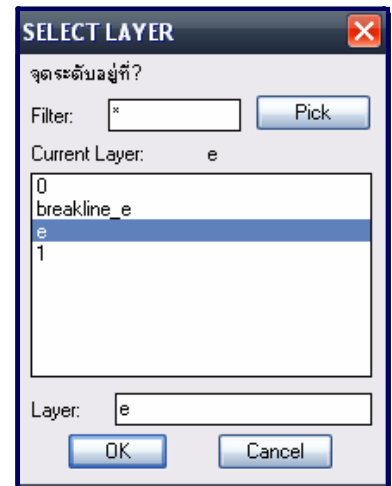 SELECT LAYER
จุดระดับอยู่ที่?
Filter: * Pick
Current Layer: e
0
breakline_e
e
1
Layer: e
OK Cancel